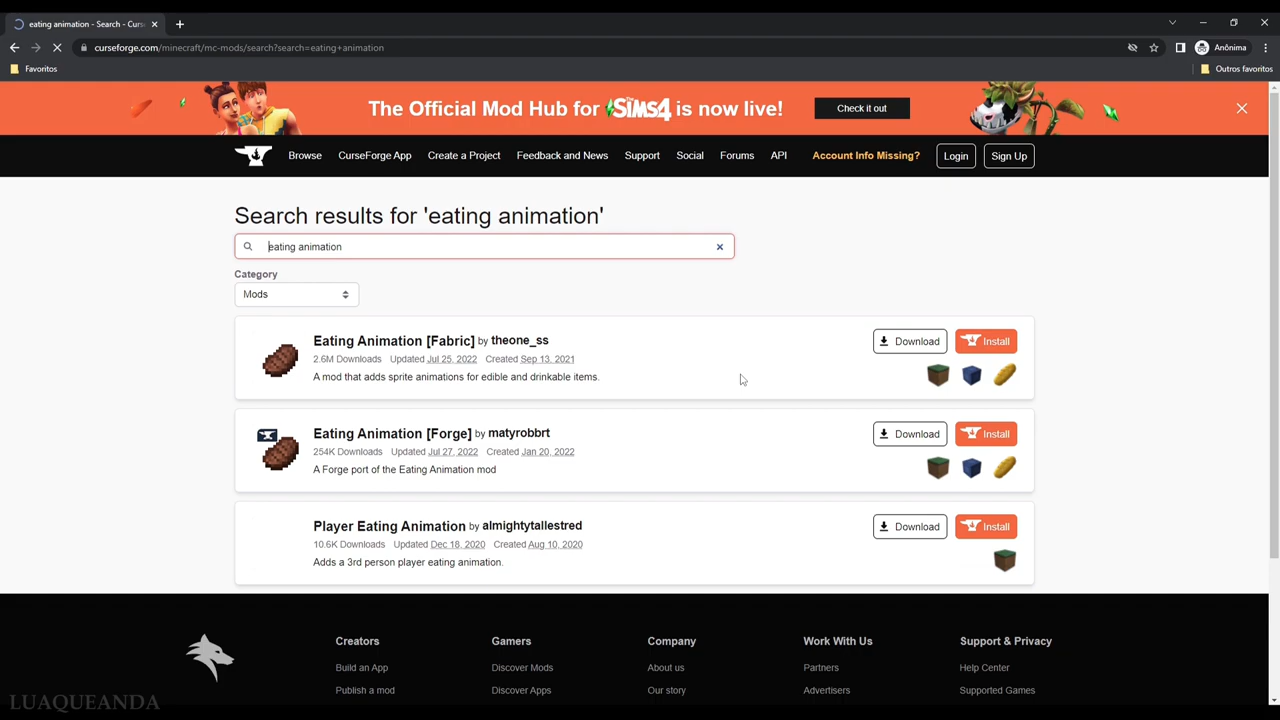 eating animation - Search - Curs
curseforge.com/minecraft/mc-mods/search?search=eating+animation
Anônima
Favoritos
Outros favoritos
The Official Mod Hub for SIMS4 is now live!
Check it out
Browse
CurseForge App
Create a Project
Feedback and News
Support
Social
Forums
API
Account Info Missing?
Login
Sign Up
Search results for 'eating animation'
eating animation
Category
Mods
Eating Animation [Fabric] by theone_ss
2.6M Downloads Updated Jul 25, 2022 Created Sep 13, 2021
A mod that adds sprite animations for edible and drinkable items.
Download
Install
Eating Animation [Forge] by matyrobbrt
254K Downloads Updated Jul 27, 2022 Created Jan 20, 2022
A Forge port of the Eating Animation mod
Download
Install
Player Eating Animation by almightytallestred
10.6K Downloads Updated Dec 18, 2020 Created Aug 10, 2020
Adds a 3rd person player eating animation.
Download
Install
Creators
Gamers
Company
Work With Us
Support & Privacy
Build an App
Discover Mods
About us
Partners
Help Center
Publish a mod
Discover Apps
Our story
Advertisers
Supported Games
LUAQUEANDA